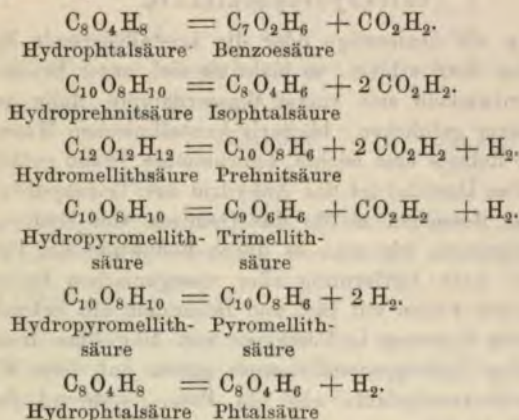 C₈O₄H₈ = C₇O₂H₆ + CO₂H₂.
Hydrophtalsäure Benzoesäure
C₁₀O₈H₁₀ = C₈O₄H₆ + 2 CO₂H₂.
Hydroprehnitsäure Isophtalsäure
C₁₂O₁₂H₁₂ = C₁₀O₈H₆ + 2 CO₂H₂ + H₂.
Hydromellithsäure Prehnitsäure
C₁₀O₈H₁₀ = C₉O₆H₆ + CO₂H₂ + H₂.
Hydropyromellith- Trimellith-
säure säure
C₁₀O₈H₁₀ = C₁₀O₈H₆ + 2 H₂.
Hydropyromellith- Pyromellith-
säure säure
C₈O₄H₈ = C₈O₄H₆ + H₂.
Hydrophtalsäure Phtalsäure